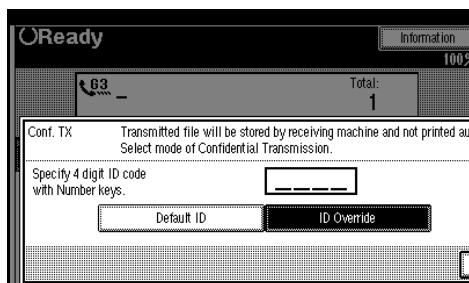 Ready
Information
100%
63 _
Total:
1
Conf. TX
Transmitted file will be stored by receiving machine and not printed au
Select mode of Confidential Transmission.
Specify 4 digit ID code
with Number keys.
_ _ _ _
Default ID
ID Override